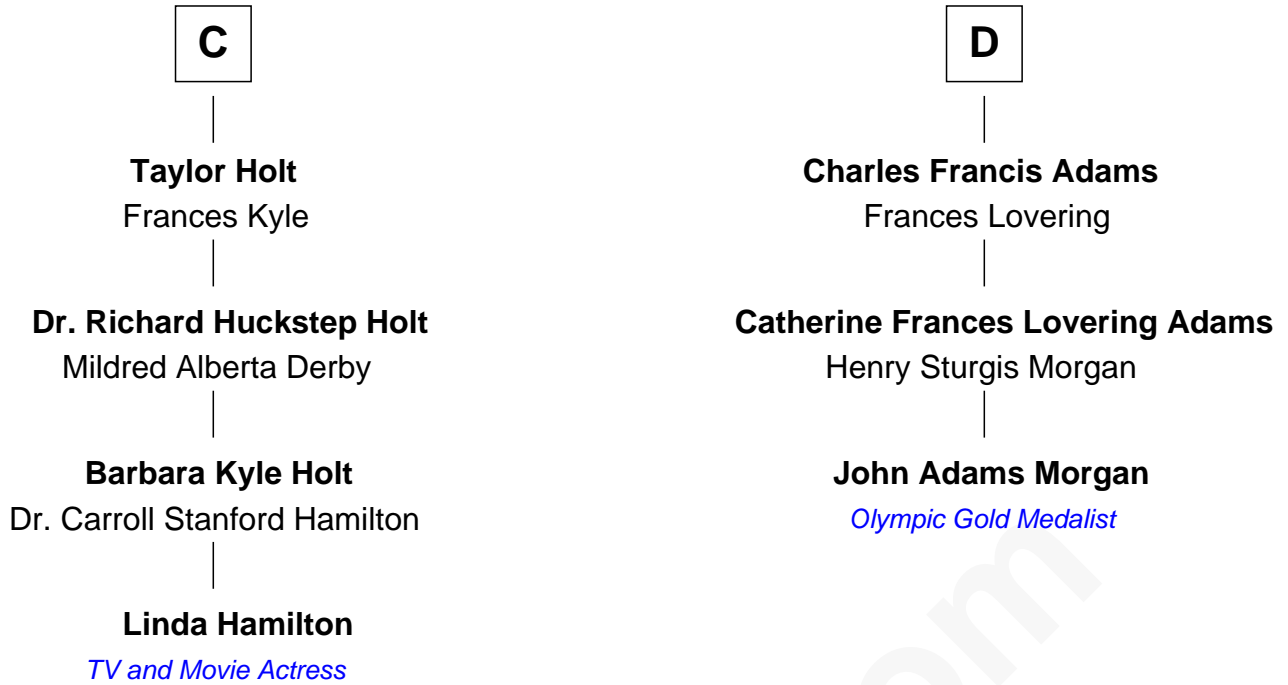 C
Taylor Holt
Frances Kyle
Dr. Richard Huckstep Holt
Mildred Alberta Derby
Barbara Kyle Holt
Dr. Carroll Stanford Hamilton
Linda Hamilton
TV and Movie Actress
D
Charles Francis Adams
Frances Lovering
Catherine Frances Lovering Adams
Henry Sturgis Morgan
John Adams Morgan
Olympic Gold Medalist
om